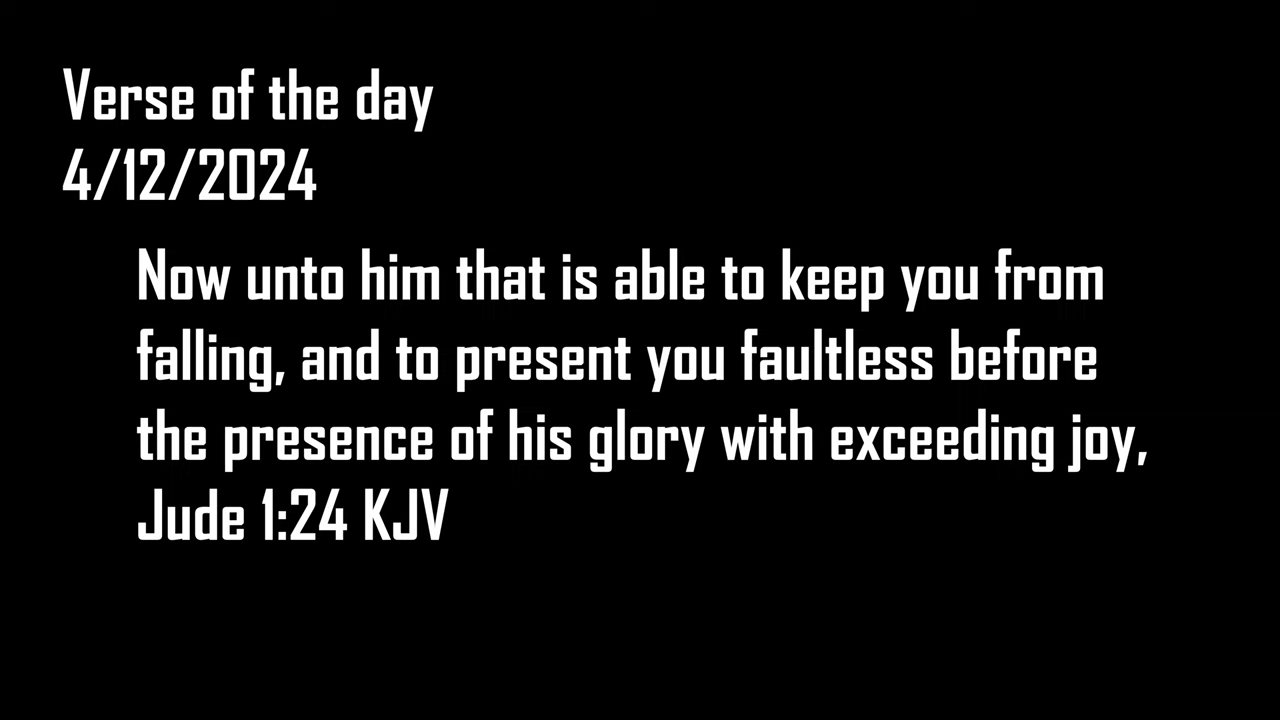 Verse of the day
4/12/2024
Now unto him that is able to keep you from
falling, and to present you faultless before
the presence of his glory with exceeding joy,
Jude 1:24 KJV